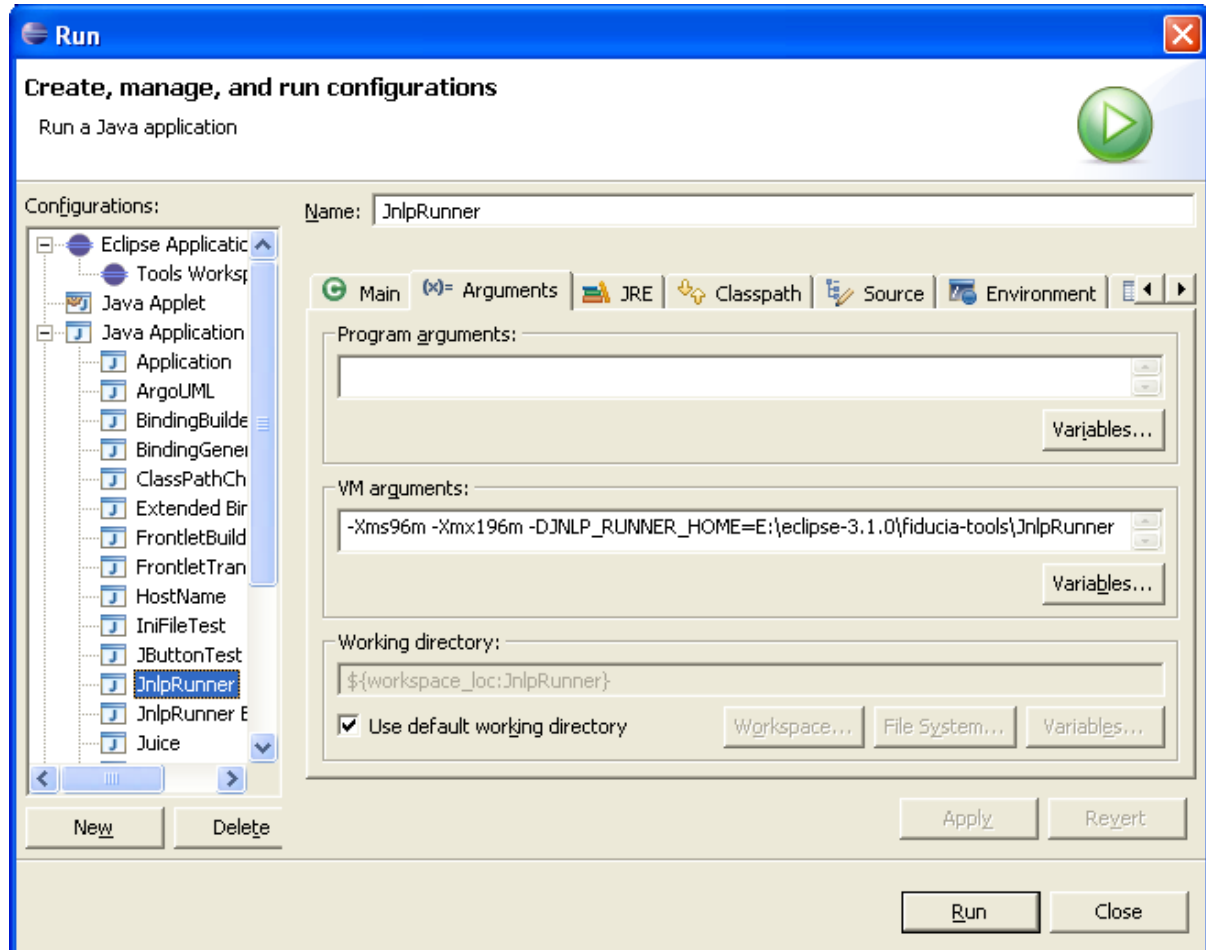 Run
Create, manage, and run configurations
Run a Java application
Configurations:
Eclipse Applicatic
Tools Worksp
Java Applet
Java Application
Application
ArgoUML
BindingBuilde
BindingGener
ClassPathCh
Extended Bir
FrontletBuild
FrontletTran
HostName
IniFileTest
JButtonTest
JnlpRunner
JnlpRunner E
Juice
New Delete
Name: JnlpRunner
Main (x)= Arguments JRE Classpath Source Environment
Program arguments:
Variables...
VM arguments:
-Xms96m -Xmx196m -DJNLP_RUNNER_HOME=E:\eclipse-3.1.0\fiducia-tools\JnlpRunner
Variables...
Working directory:
${workspace_loc:JnlpRunner}
Use default working directory Workspace... File System... Variables...
Apply Revert
Run Close